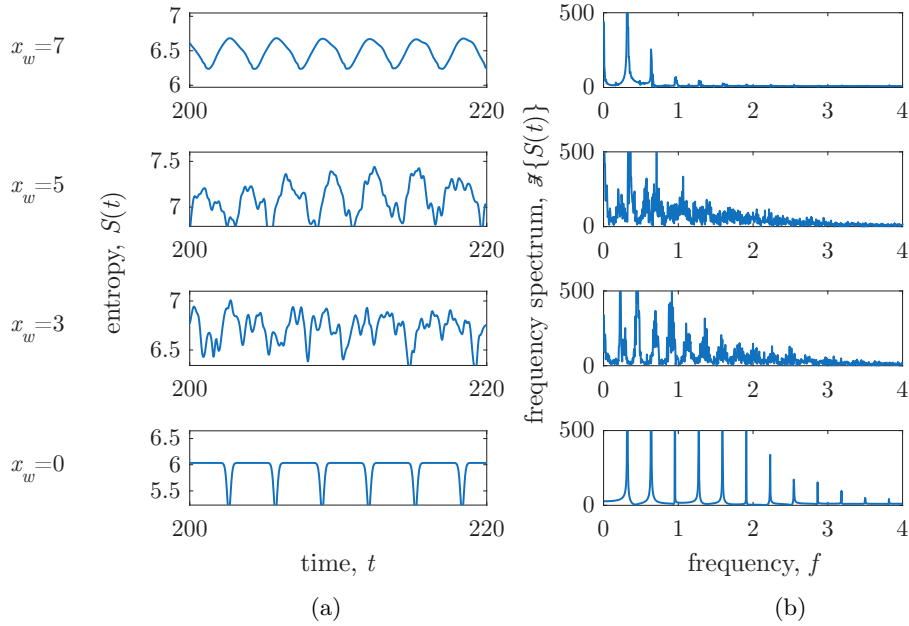 x_w=7
7
6.5
6
200
220
500
0
0 1 2 3 4
x_w=5
7.5
7
200
220
500
0
0 1 2 3 4
x_w=3
7
6.5
200
220
500
0
0 1 2 3 4
x_w=0
6.5
6
5.5
200
220
500
0
0 1 2 3 4
entropy, S(t)
frequency spectrum, ℱ{S(t)}
time, t
frequency, f
(a)
(b)